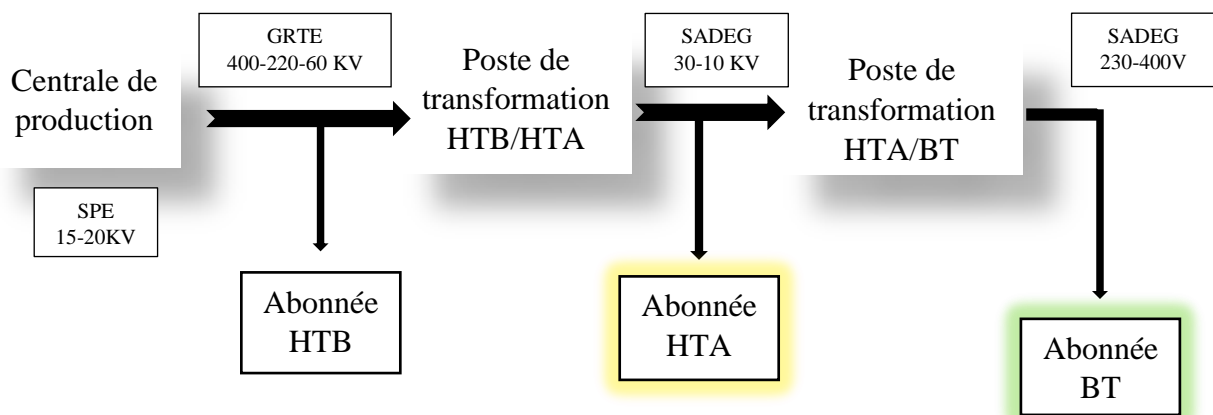 GRTE
400-220-60 KV
SADEG
30-10 KV
SADEG
230-400V
Centrale de
production
Poste de
transformation
HTB/HTA
Poste de
transformation
HTA/BT
SPE
15-20KV
Abonnée
HTB
Abonnée
HTA
Abonnée
BT